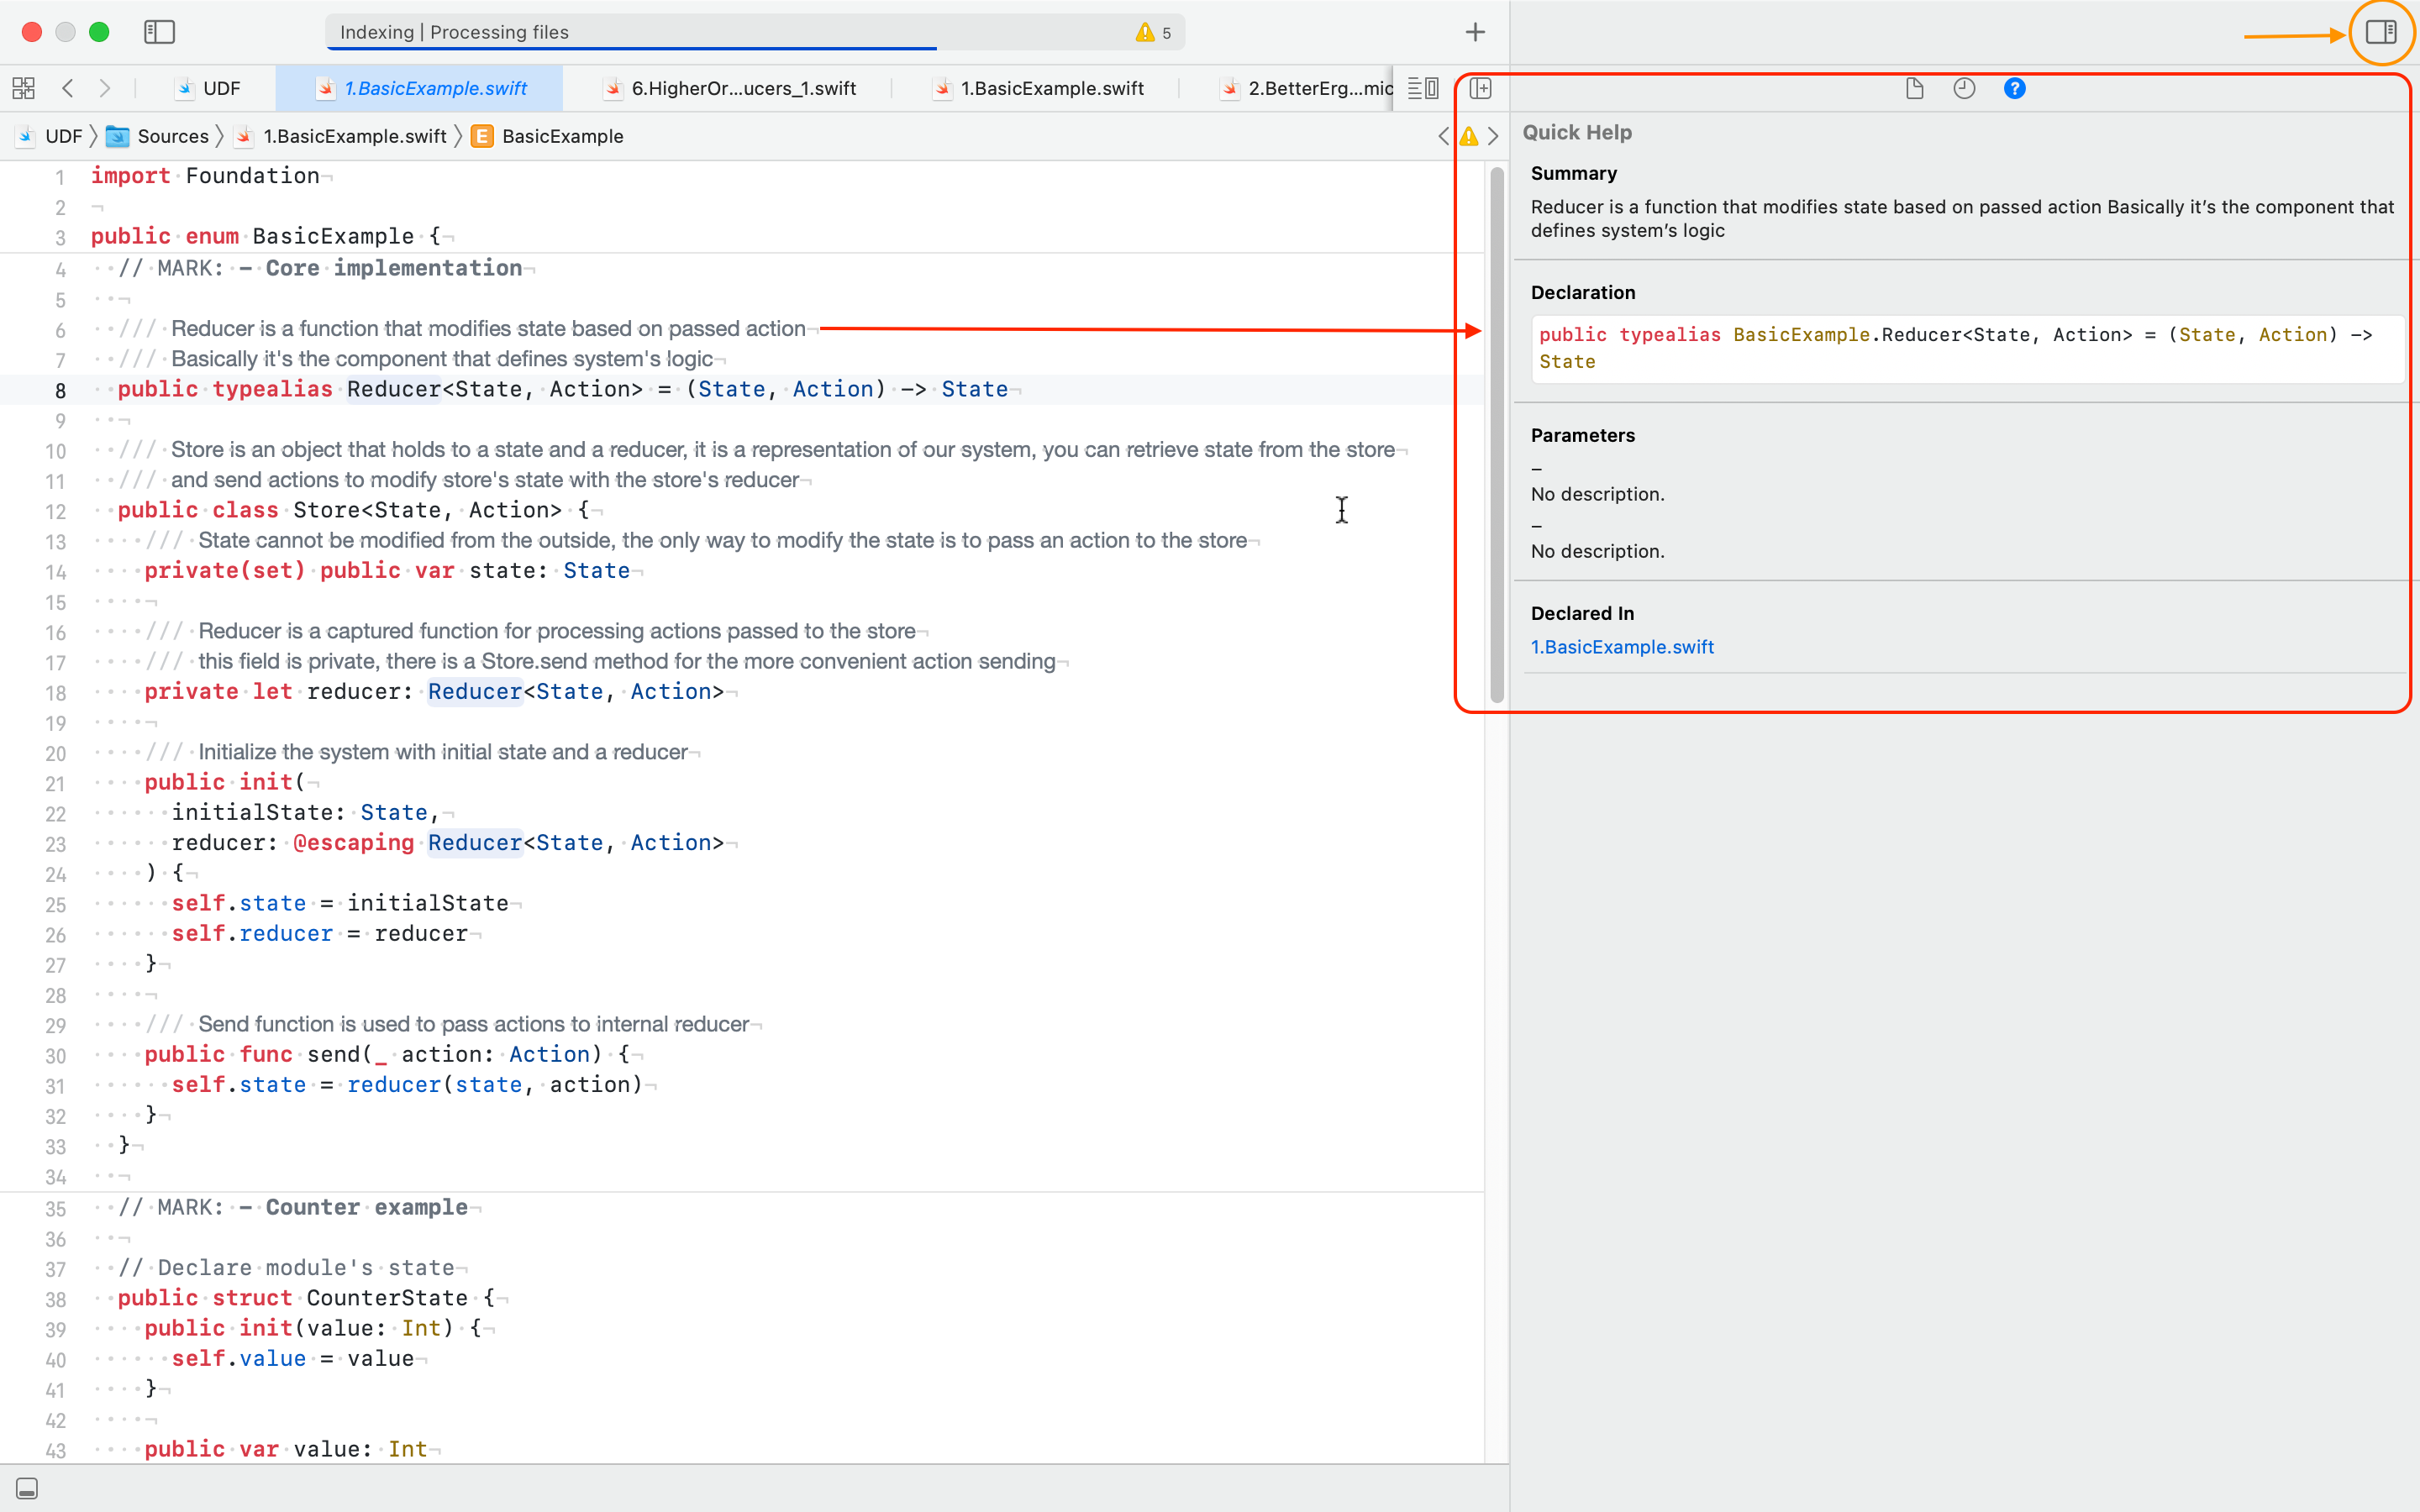 Indexing | Processing files
5
UDF
1.BasicExample.swift
6.HigherOr...ucers_1.swift
1.BasicExample.swift
2.BetterErg...mic
UDF
Sources
1.BasicExample.swift
E
BasicExample
1 import Foundation
2
3 public enum BasicExample {
4 // MARK: - Core implementation
5
6 /// Reducer is a function that modifies state based on passed action
7 /// Basically it's the component that defines system's logic
8 public typealias Reducer<State, Action> = (State, Action) -> State
9
10 /// Store is an object that holds to a state and a reducer, it is a representation of our system, you can retrieve state from the store
11 /// and send actions to modify store's state with the store's reducer
12 public class Store<State, Action> {
13 /// State cannot be modified from the outside, the only way to modify the state is to pass an action to the store
14 private(set) public var state: State
15
16 /// Reducer is a captured function for processing actions passed to the store
17 /// this field is private, there is a Store.send method for the more convenient action sending
18 private let reducer: Reducer<State, Action>
19
20 /// Initialize the system with initial state and a reducer
21 public init(
22 initialState: State,
23 reducer: @escaping Reducer<State, Action>
24 ) {
25 self.state = initialState
26 self.reducer = reducer
27 }
28
29 /// Send function is used to pass actions to internal reducer
30 public func send(_ action: Action) {
31 self.state = reducer(state, action)
32 }
33 }
34
35 // MARK: - Counter example
36
37 // Declare module's state
38 public struct CounterState {
39 public init(value: Int) {
40 self.value = value
41 }
42
43 public var value: Int
Quick Help
Summary
Reducer is a function that modifies state based on passed action Basically it’s the component that
defines system’s logic
Declaration
public typealias BasicExample.Reducer<State, Action> = (State, Action) ->
State
Parameters
–
No description.
–
No description.
Declared In
1.BasicExample.swift